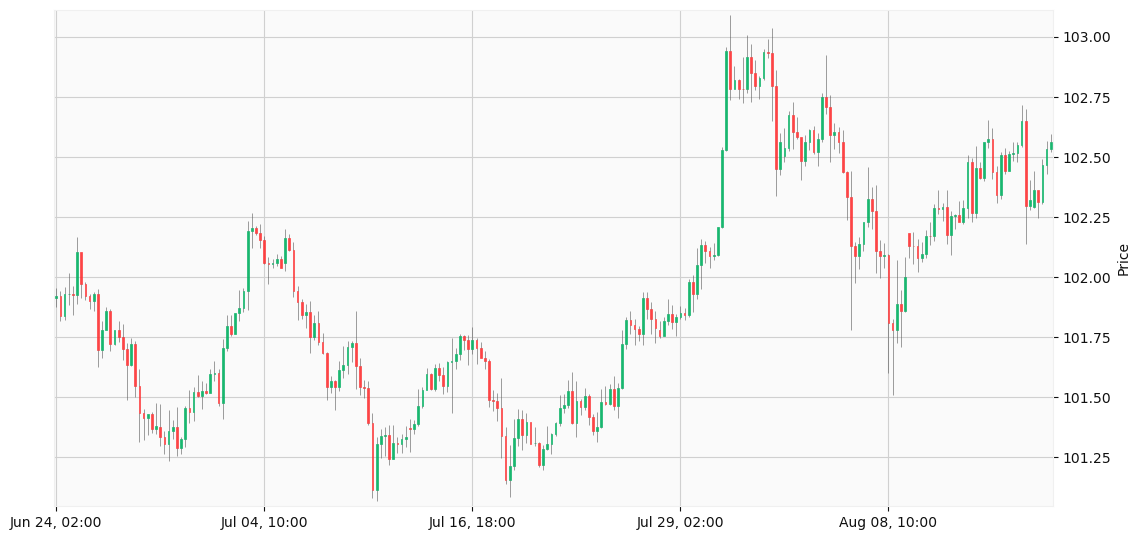 103.00
102.75
102.50
102.25
102.00
101.75
101.50
101.25
Price
Jun 24, 02:00
Jul 04, 10:00
Jul 16, 18:00
Jul 29, 02:00
Aug 08, 10:00